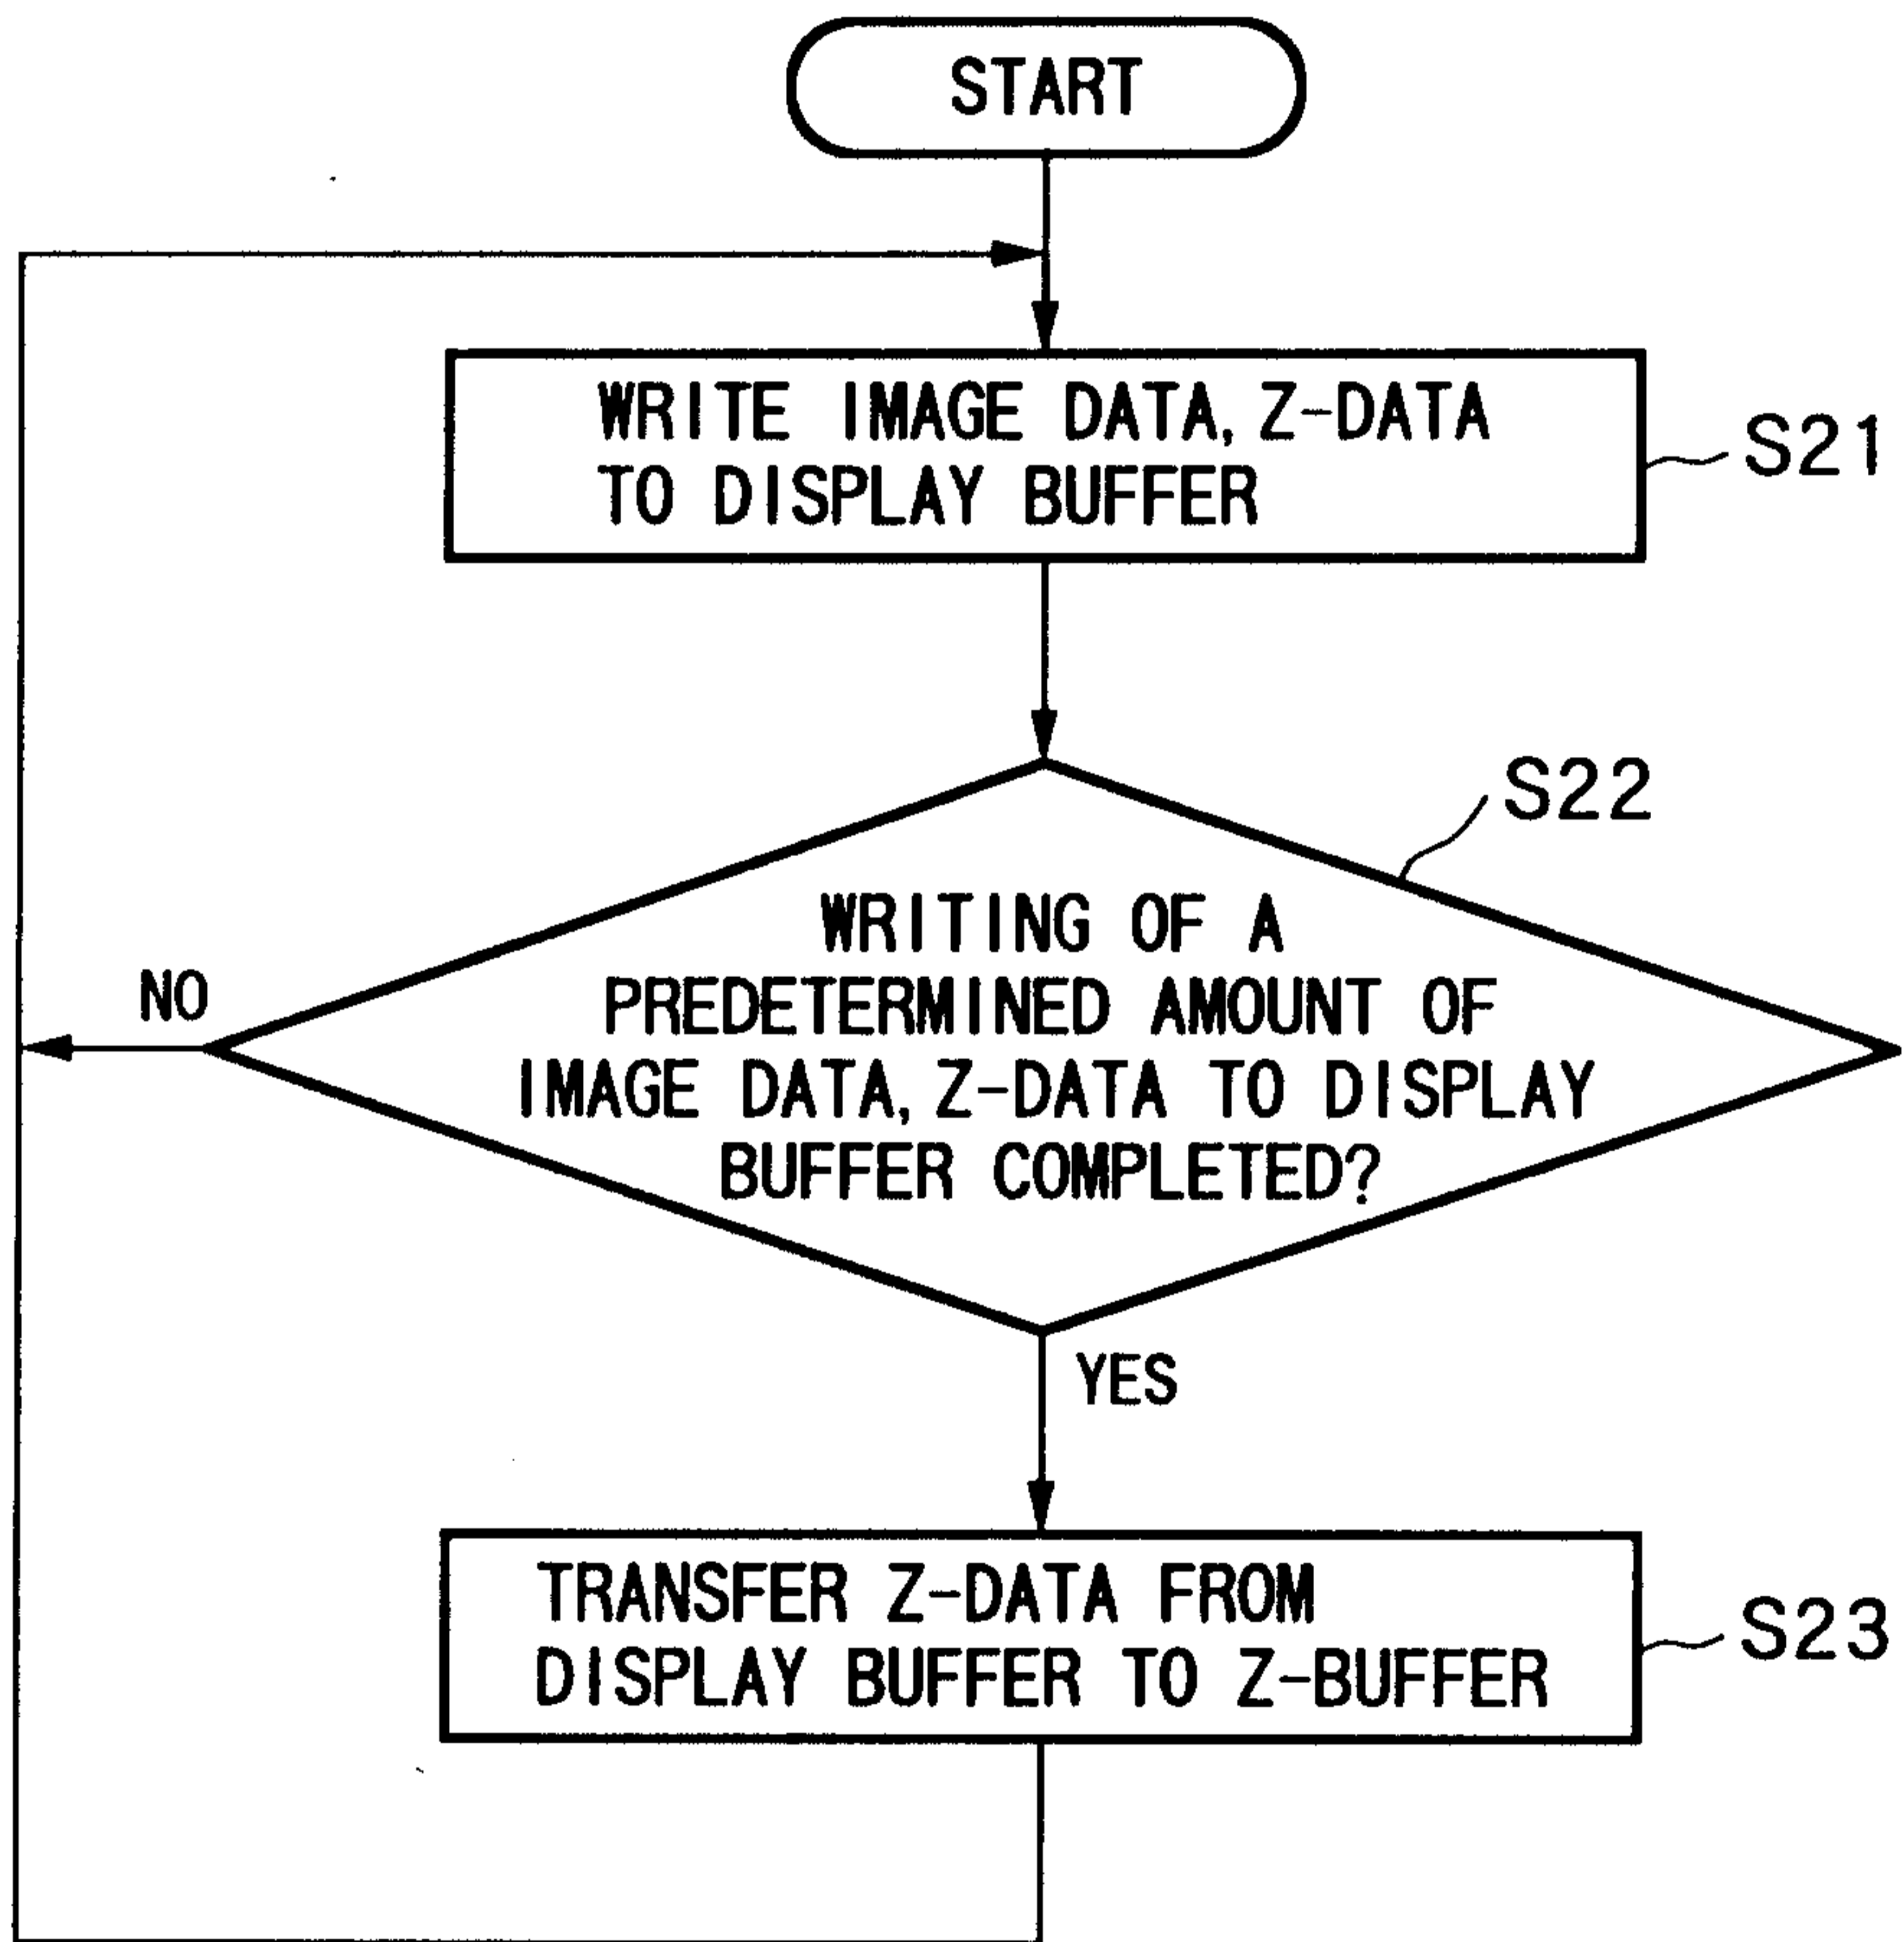 START
WRITE IMAGE DATA, Z-DATA
TO DISPLAY BUFFER
S21
S22
WRITING OF A
PREDETERMINED AMOUNT OF
IMAGE DATA, Z-DATA TO DISPLAY
BUFFER COMPLETED?
NO
YES
TRANSFER Z-DATA FROM
DISPLAY BUFFER TO Z-BUFFER
S23